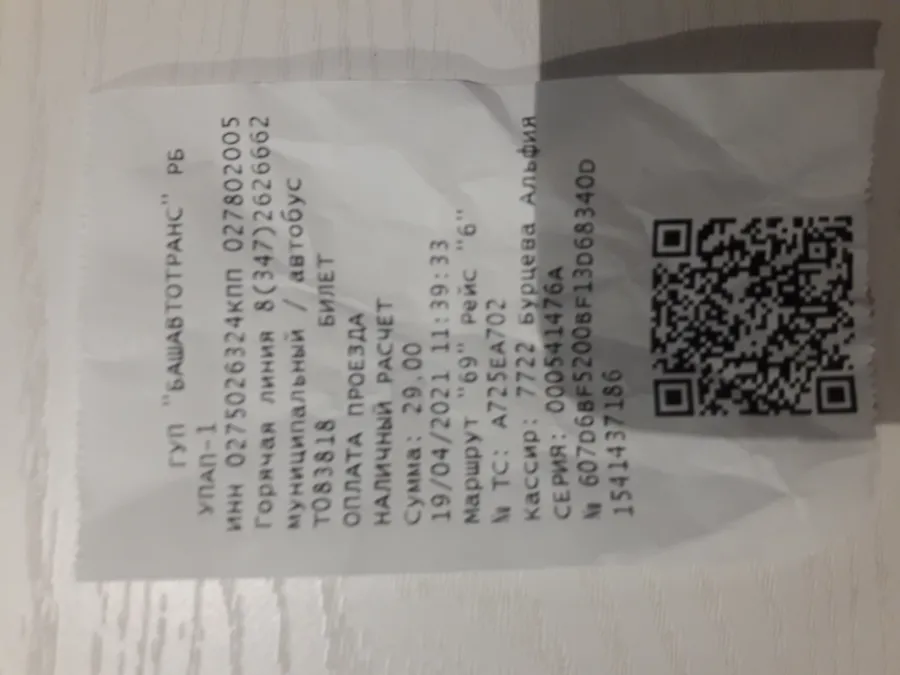 ГУП "БАШАВТОТРАНС" РБ
УПАП-1
ИНН 0275026324КПП 027802005
Горячая линия 8(347)2626662
муниципальный / автобус
Т083818 БИЛЕТ
ОПЛАТА ПРОЕЗДА
НАЛИЧНЫЙ РАСЧЕТ
Сумма: 29,00
19/04/2021 11:39:33
Маршрут "69" Рейс "6"
№ ТС: А725ЕА702
Кассир: 7722 Бурцева Альфия
СЕРИЯ: 000541476A
№ 607D6BF5200BF13D68340D
1541437186